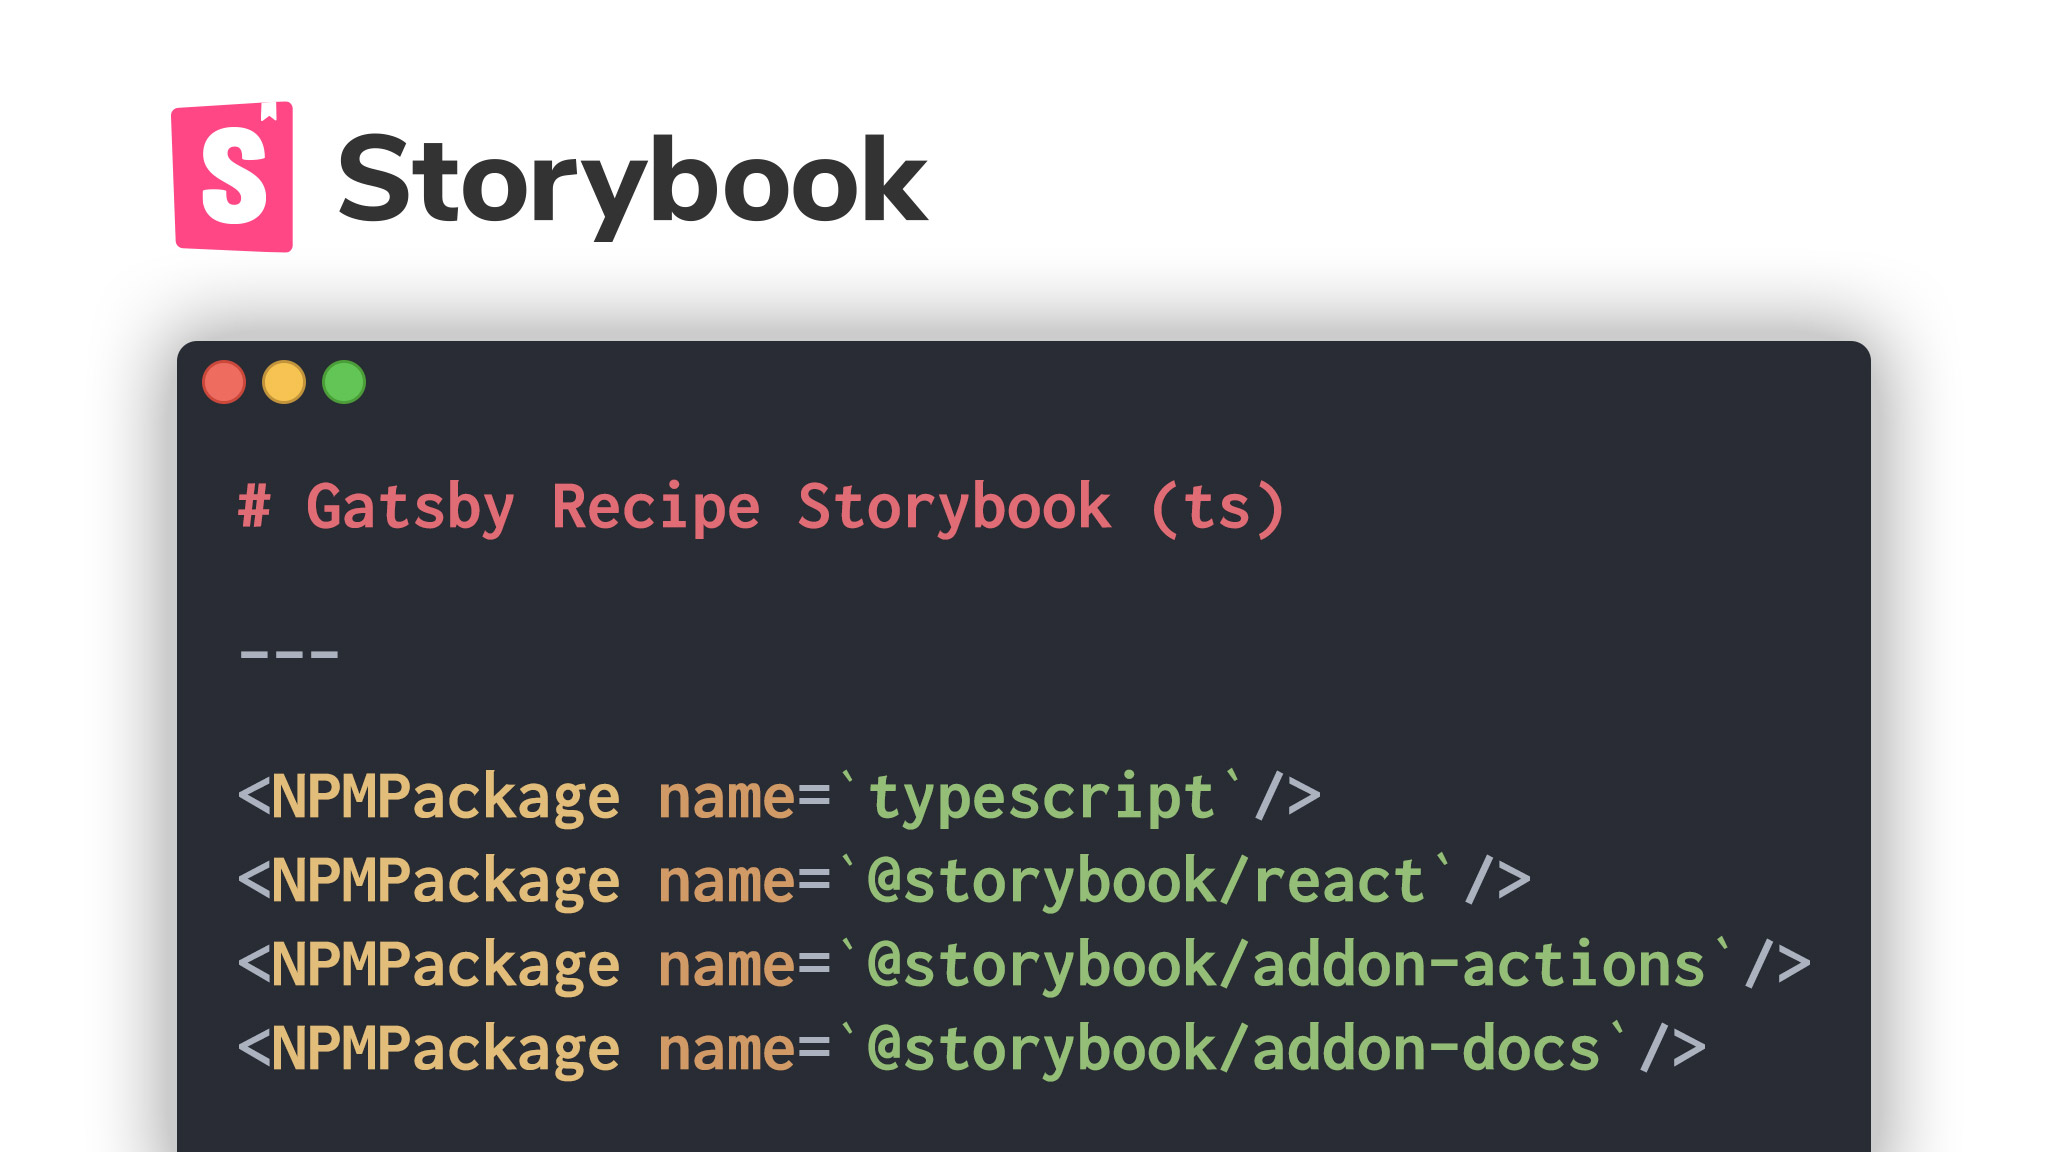 S Storybook
# Gatsby Recipe Storybook (ts)
---
<NPMPackage name=`typescript`/>
<NPMPackage name=`@storybook/react`/>
<NPMPackage name=`@storybook/addon-actions`/>
<NPMPackage name=`@storybook/addon-docs`/>